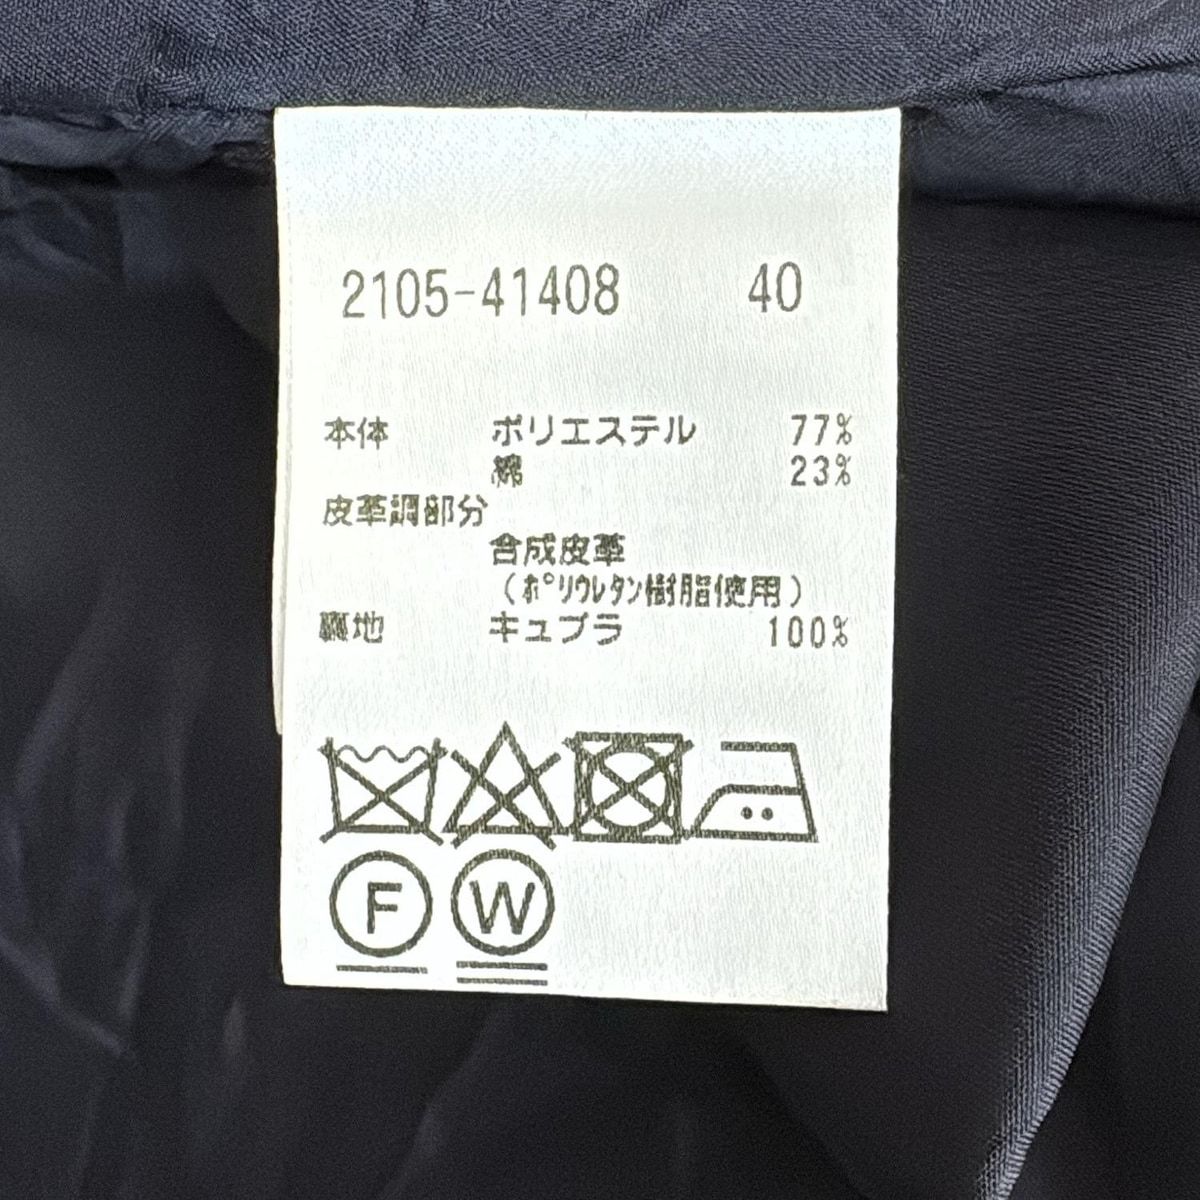 2105-41408 40
本体 ポリエステル 77%
綿 23%
皮革調部分
合成皮革
(ポリウレタン樹脂使用)
裏地 キュプラ 100%
F W